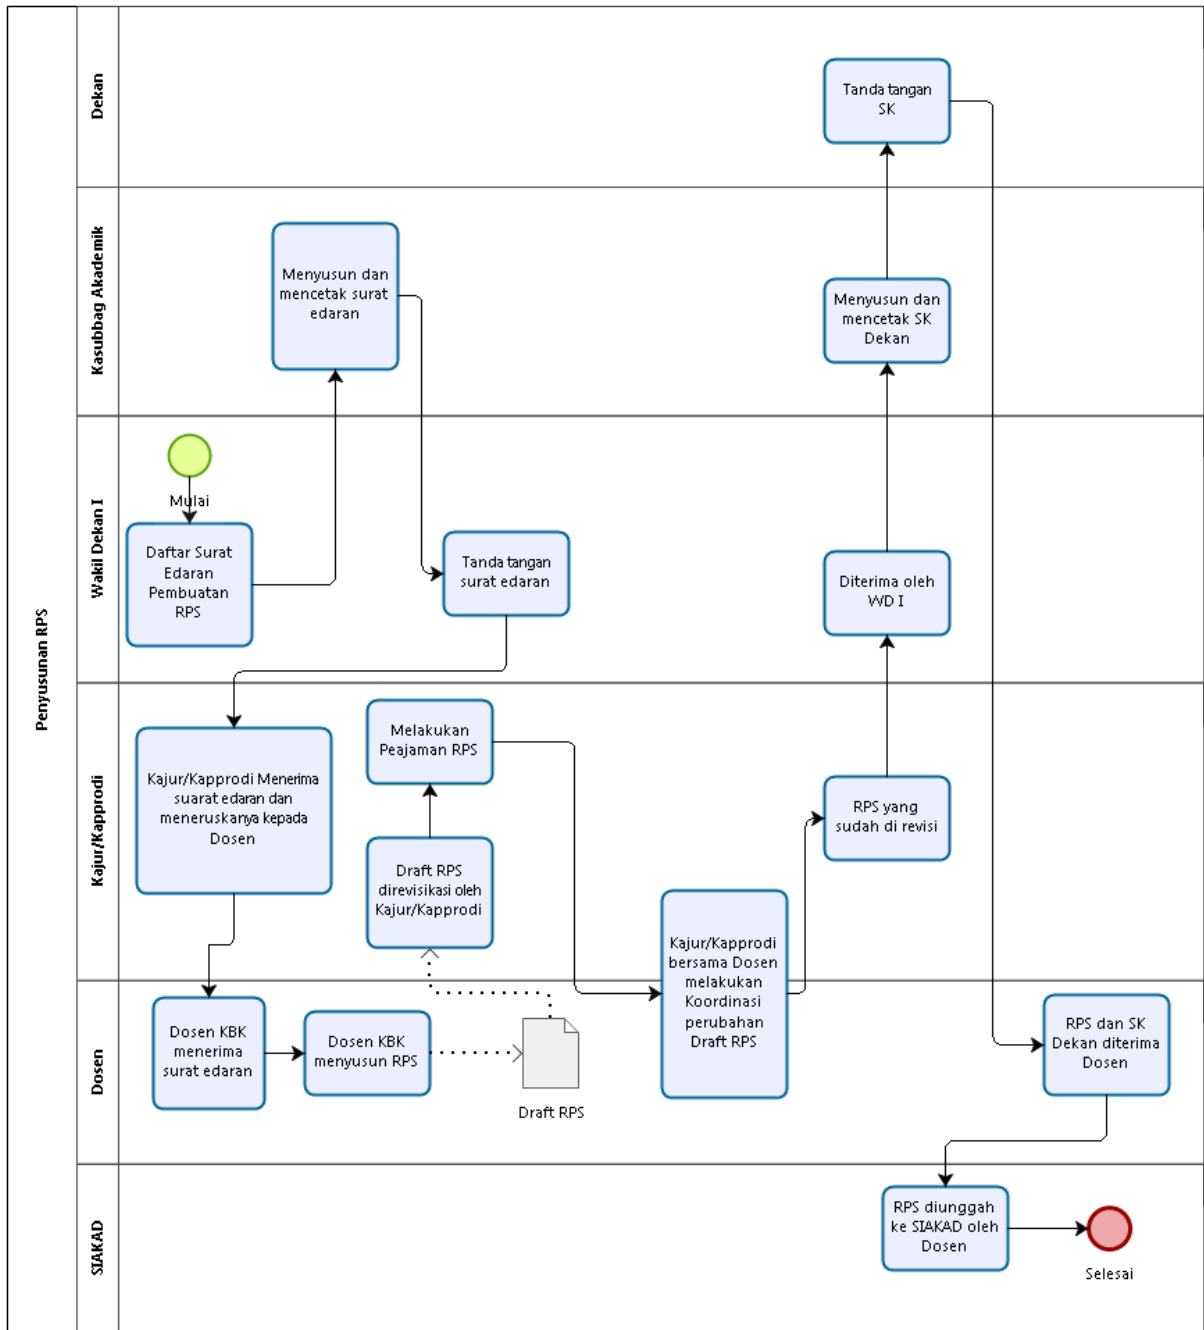 Penyusunan RPS
Dekan
Tanda tangan
SK
Kasubbag Akademik
Menyusun dan
mencetak surat
edaran
Menyusun dan
mencetak SK
Dekan
Wakil Dekan I
Mulai
Daftar Surat
Edaran
Pembuatan
RPS
Tanda tangan
surat edaran
Diterima oleh
WD I
Kajur/Kapprodi
Kajur/Kapprodi Menerima
suarat edaran dan
meneruskanya kepada
Dosen
Melakukan
Peajaman RPS
Draft RPS
direvisikasi oleh
Kajur/Kapprodi
RPS yang
sudah di revisi
Kajur/Kapprodi
bersama Dosen
melakukan
Koordinasi
perubahan
Draft RPS
Dosen
Dosen KBK
menerima
surat edaran
Dosen KBK
menyusun RPS
Draft RPS
RPS dan SK
Dekan diterima
Dosen
SIAKAD
RPS diunggah
ke SIAKAD oleh
Dosen
Selesai